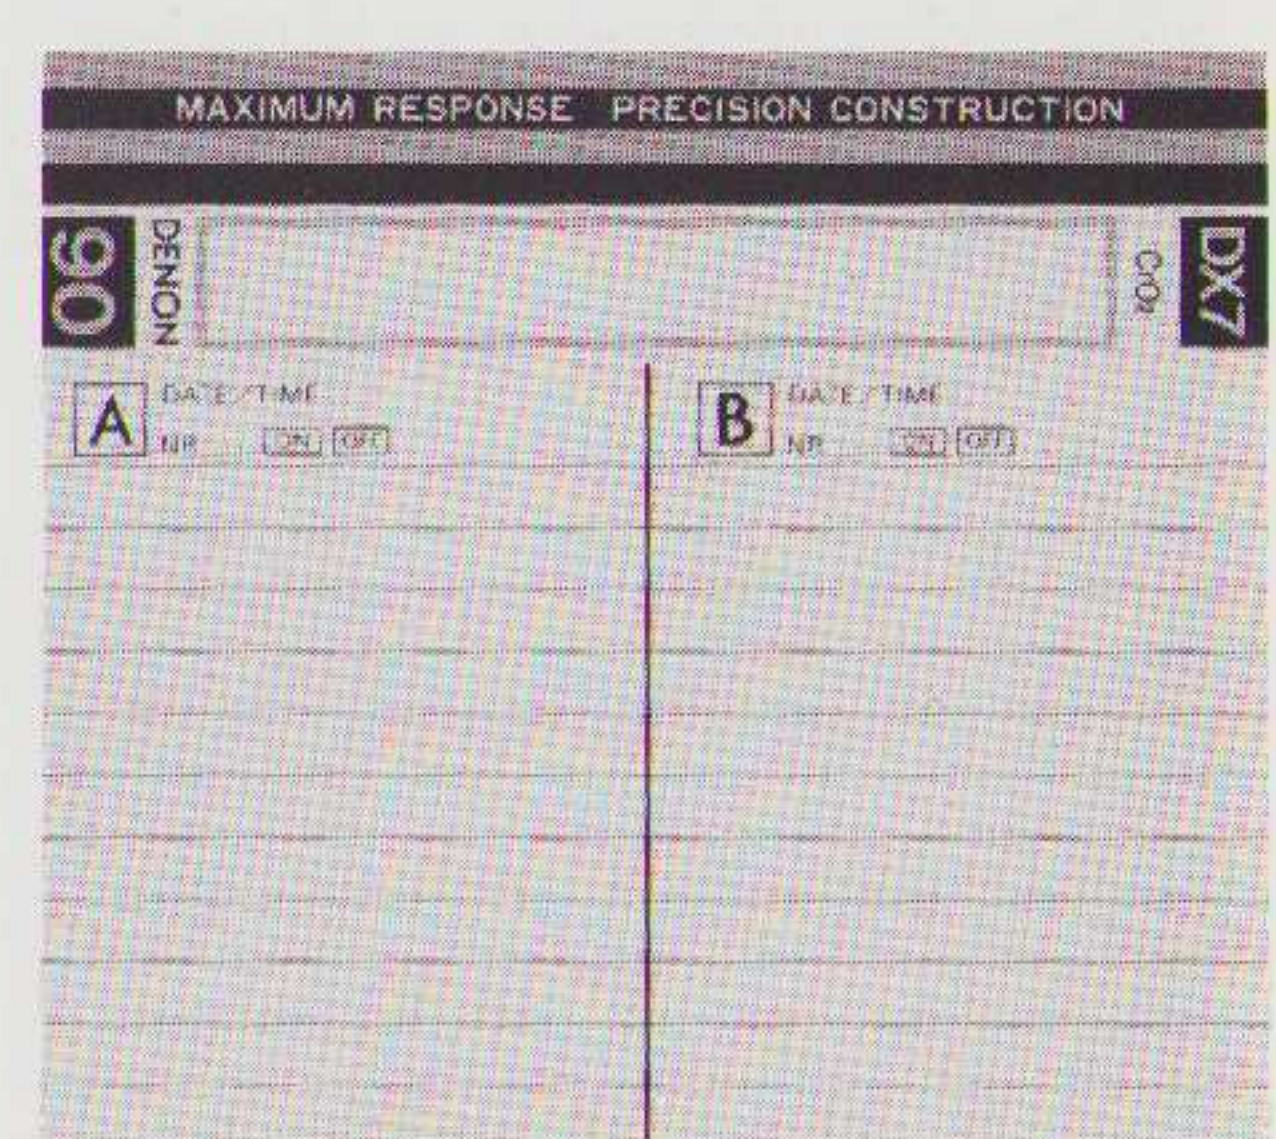 MAXIMUM RESPONSE PRECISION CONSTRUCTION
90
DENON
CrO2
DX7
A DATE/TIME
NR ON OFF
B DATE/TIME
NR ON OFF